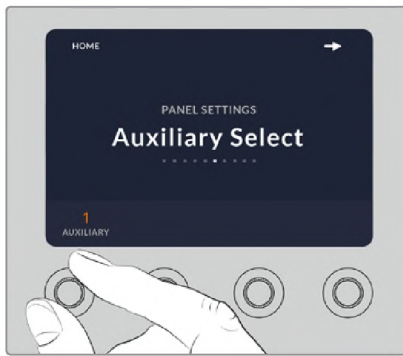 HOME
PANEL SETTINGS
Auxiliary Select
1
AUXILIARY